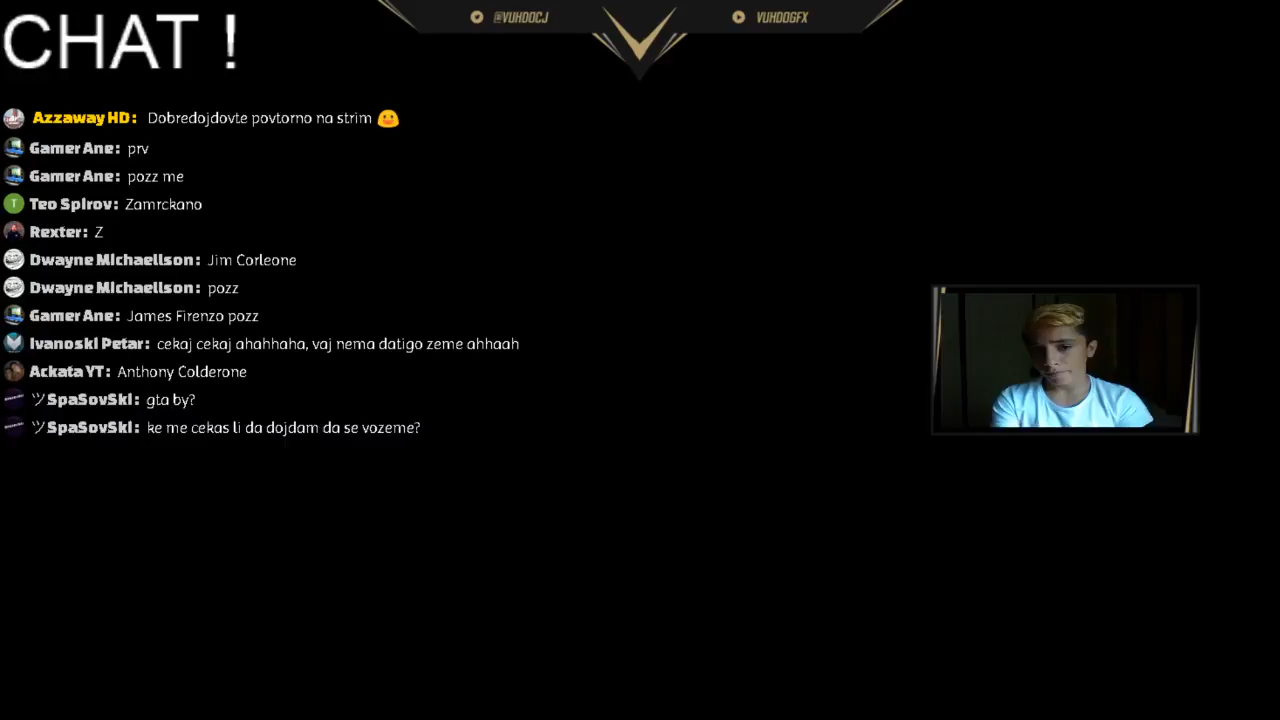 CHAT !
@VUHDOCJ
VUHDOGFX
Azzaway HD: Dobredojdovte povtorno na strim
Gamer Ane: prv
Gamer Ane: pozz me
T Teo Spirov: Zamrckano
Rexter: Z
Dwayne Michaellson: Jim Corleone
Dwayne Michaellson: pozz
Gamer Ane: James Firenzo pozz
Ivanoski Petar: cekaj cekaj ahahhaha, vaj nema datigo zeme ahhaah
Ackata YT: Anthony Colderone
ツSpaSovSki: gta by?
ツSpaSovSki: ke me cekas li da dojdam da se vozeme?